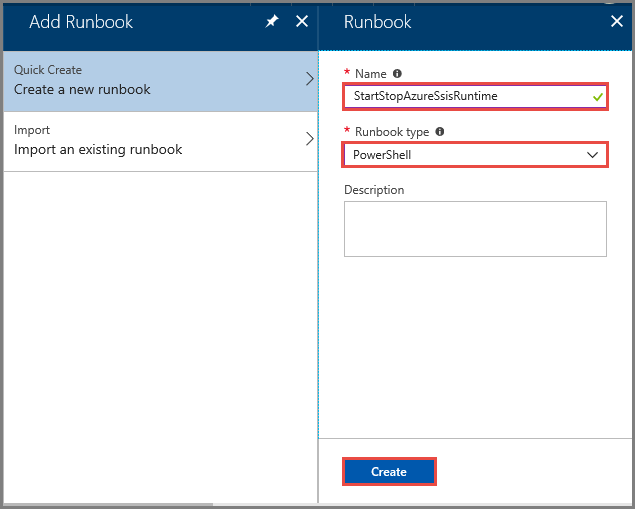 Add Runbook
Quick Create
Create a new runbook
Import
Import an existing runbook
Runbook
* Name
StartStopAzureSsisRuntime
* Runbook type
PowerShell
Description
Create